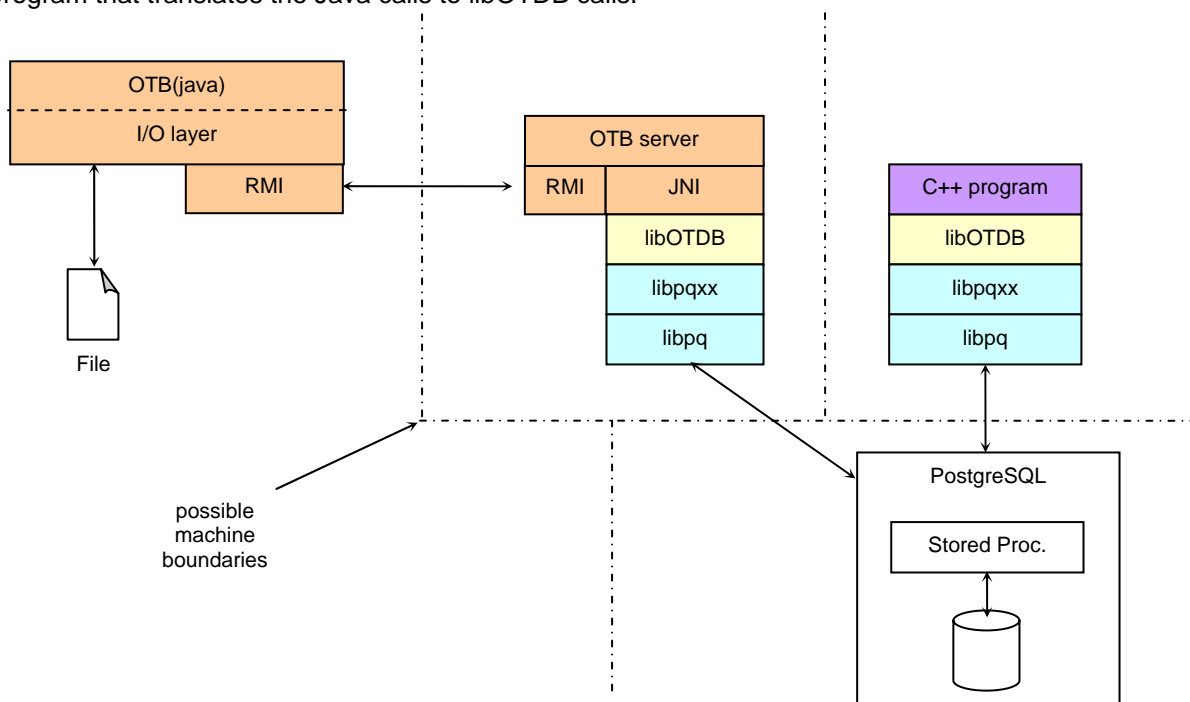 program that translates the Java calls to libOTDB calls.
OTB(java)
I/O layer
RMI
File
OTB server
RMI
JNI
libOTDB
libpqxx
libpq
C++ program
libOTDB
libpqxx
libpq
possible
machine
boundaries
PostgreSQL
Stored Proc.